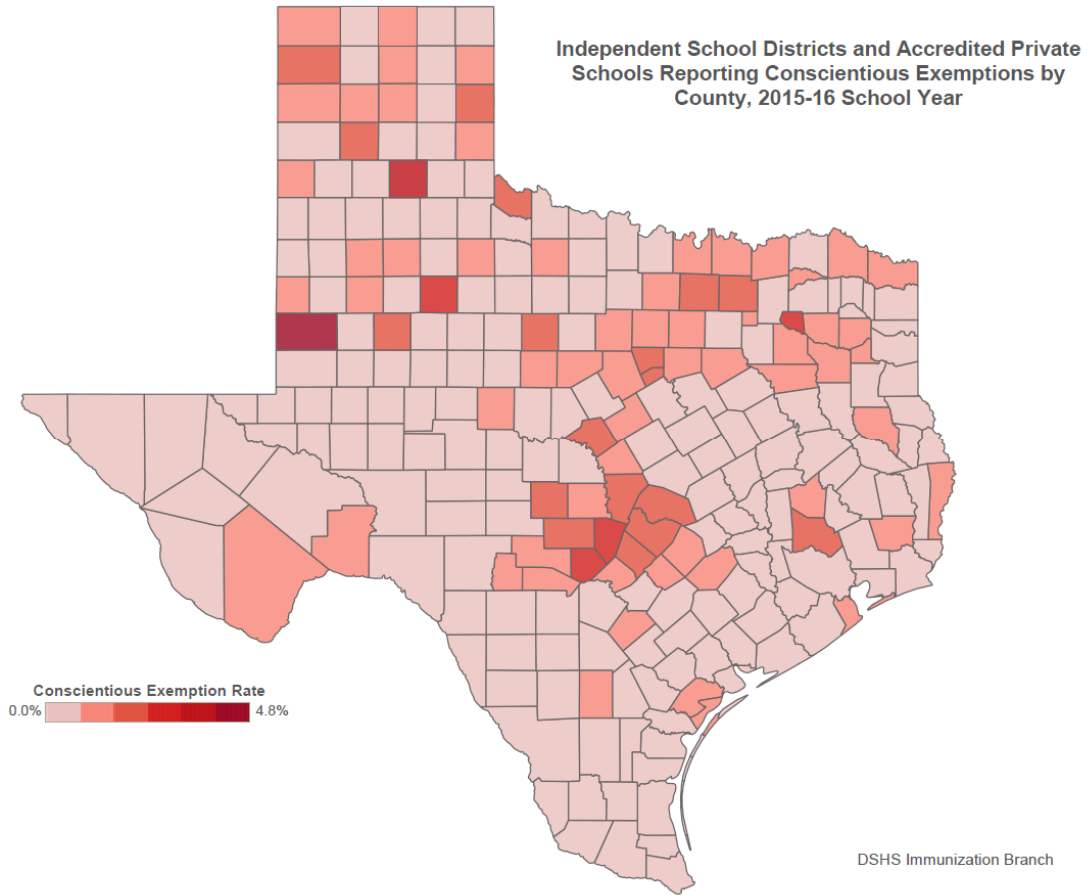 Independent School Districts and Accredited Private
Schools Reporting Conscientious Exemptions by
County, 2015-16 School Year
Conscientious Exemption Rate
0.0% 4.8%
DSHS Immunization Branch